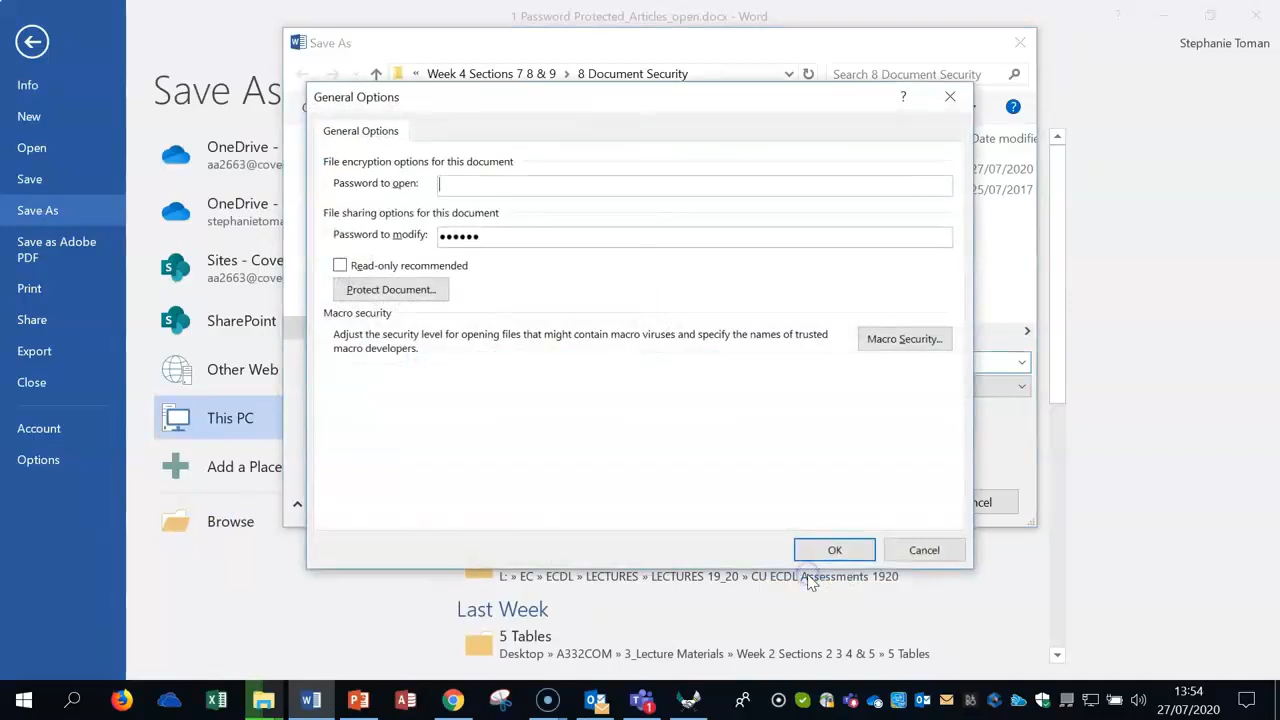 1 Password Protected_Articles_open.docx - Word
Stephanie Toman
Info
New
Open
Save
Save As
Save as Adobe
PDF
Print
Share
Export
Close
Account
Options
Save As
OneDrive -
aa2663@cove
OneDrive -
stephanietoma
Sites - Cove
aa2663@cove
SharePoint
Other Web
This PC
Add a Place
Browse
Save As
« Week 4 Sections 7 8 & 9 > 8 Document Security
Search 8 Document Security
Date modifie
27/07/2020
25/07/2017
ncel
General Options
?
General Options
File encryption options for this document
Password to open:
File sharing options for this document
Password to modify: ●●●●●●
Read-only recommended
Protect Document...
Macro security
Adjust the security level for opening files that might contain macro viruses and specify the names of trusted
macro developers.
Macro Security...
OK
Cancel
L: » EC » ECDL » LECTURES » LECTURES 19_20 » CU ECDL Assessments 1920
Last Week
5 Tables
Desktop » A332COM » 3_Lecture Materials » Week 2 Sections 2 3 4 & 5 » 5 Tables
13:54
27/07/2020